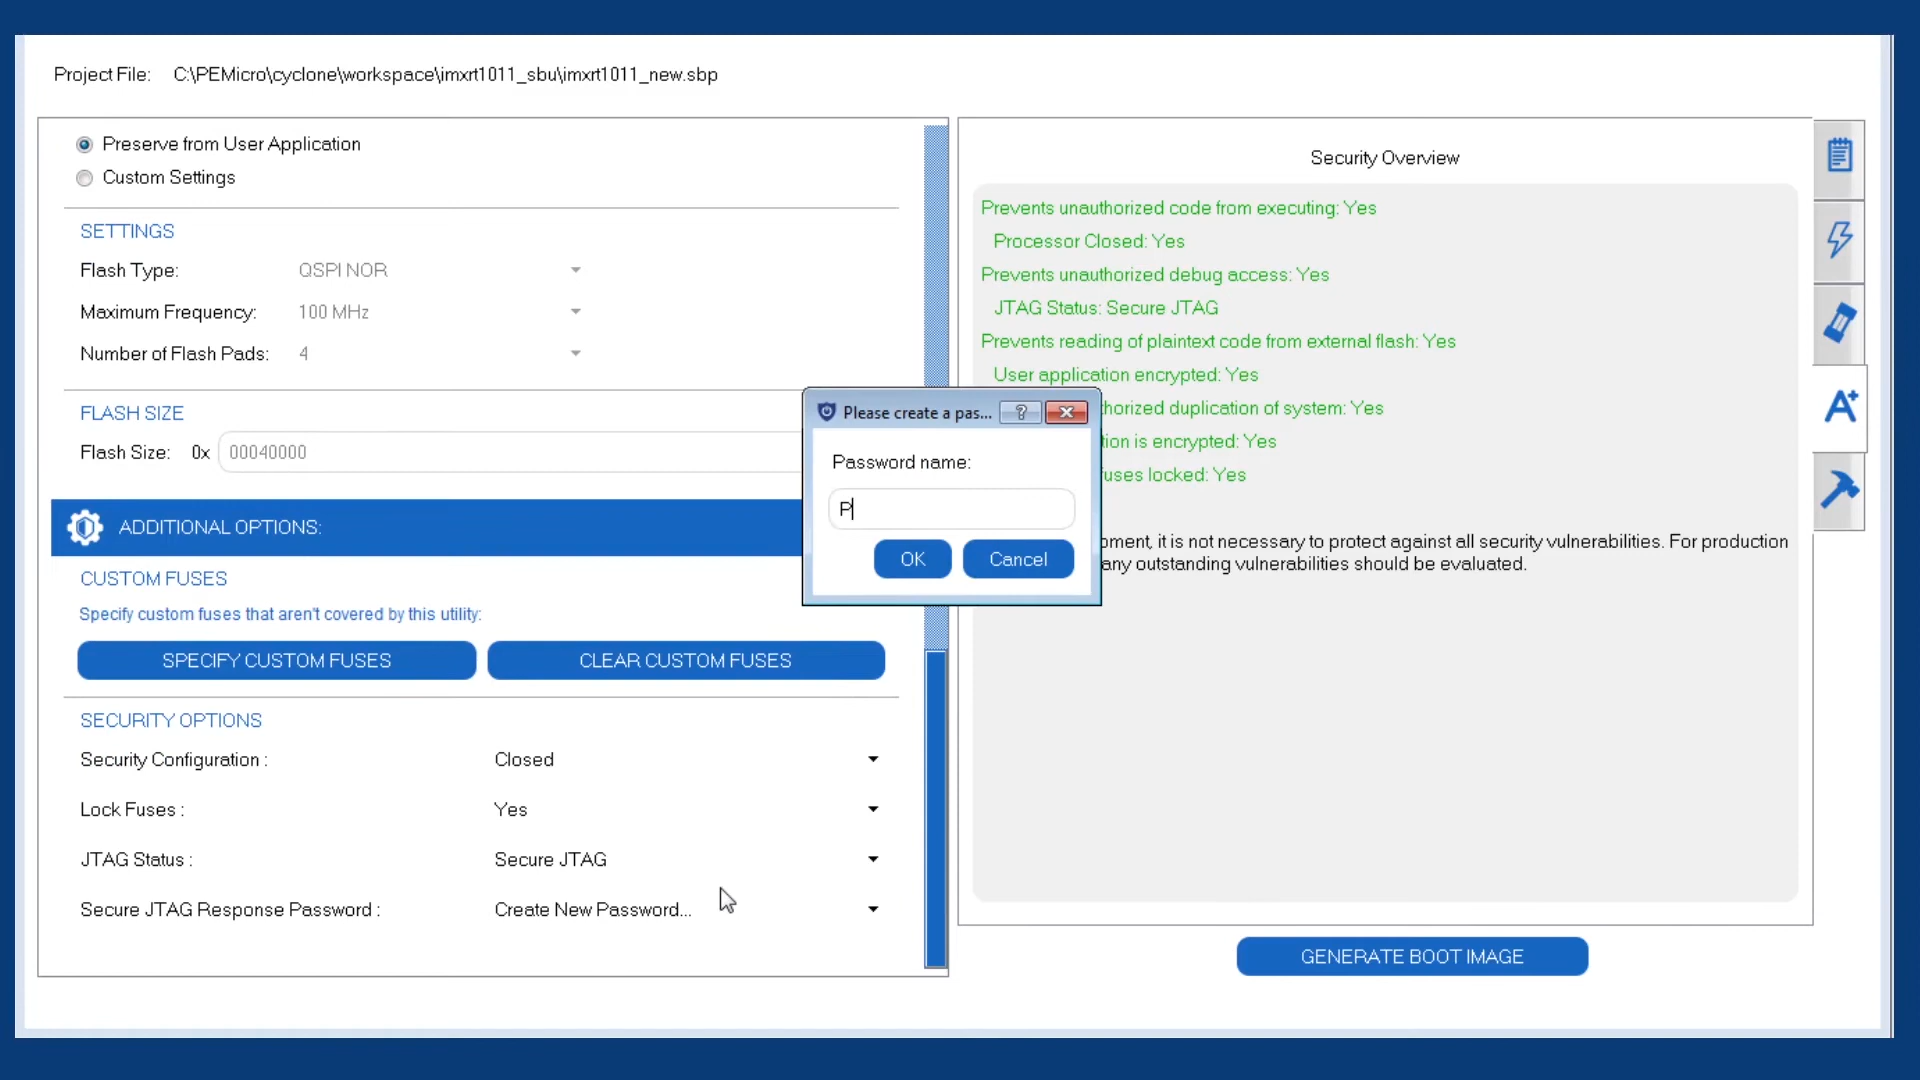 Project File: C:\PEMicro\cyclone\workspace\imxrt1011_sbu\imxrt1011_new.sbp
Preserve from User Application
Custom Settings
SETTINGS
Flash Type: QSPI NOR
Maximum Frequency: 100 MHz
Number of Flash Pads: 4
FLASH SIZE
Flash Size: 0x 00040000
ADDITIONAL OPTIONS:
CUSTOM FUSES
Specify custom fuses that aren't covered by this utility:
SPECIFY CUSTOM FUSES CLEAR CUSTOM FUSES
SECURITY OPTIONS
Security Configuration : Closed
Lock Fuses : Yes
JTAG Status : Secure JTAG
Secure JTAG Response Password : Create New Password...
Please create a pas...
?
Password name:
P
OK Cancel
Security Overview
Prevents unauthorized code from executing: Yes
Processor Closed: Yes
Prevents unauthorized debug access: Yes
JTAG Status: Secure JTAG
Prevents reading of plaintext code from external flash: Yes
User application encrypted: Yes
horized duplication of system: Yes
tion is encrypted: Yes
uses locked: Yes
pment, it is not necessary to protect against all security vulnerabilities. For production
any outstanding vulnerabilities should be evaluated.
A+
GENERATE BOOT IMAGE